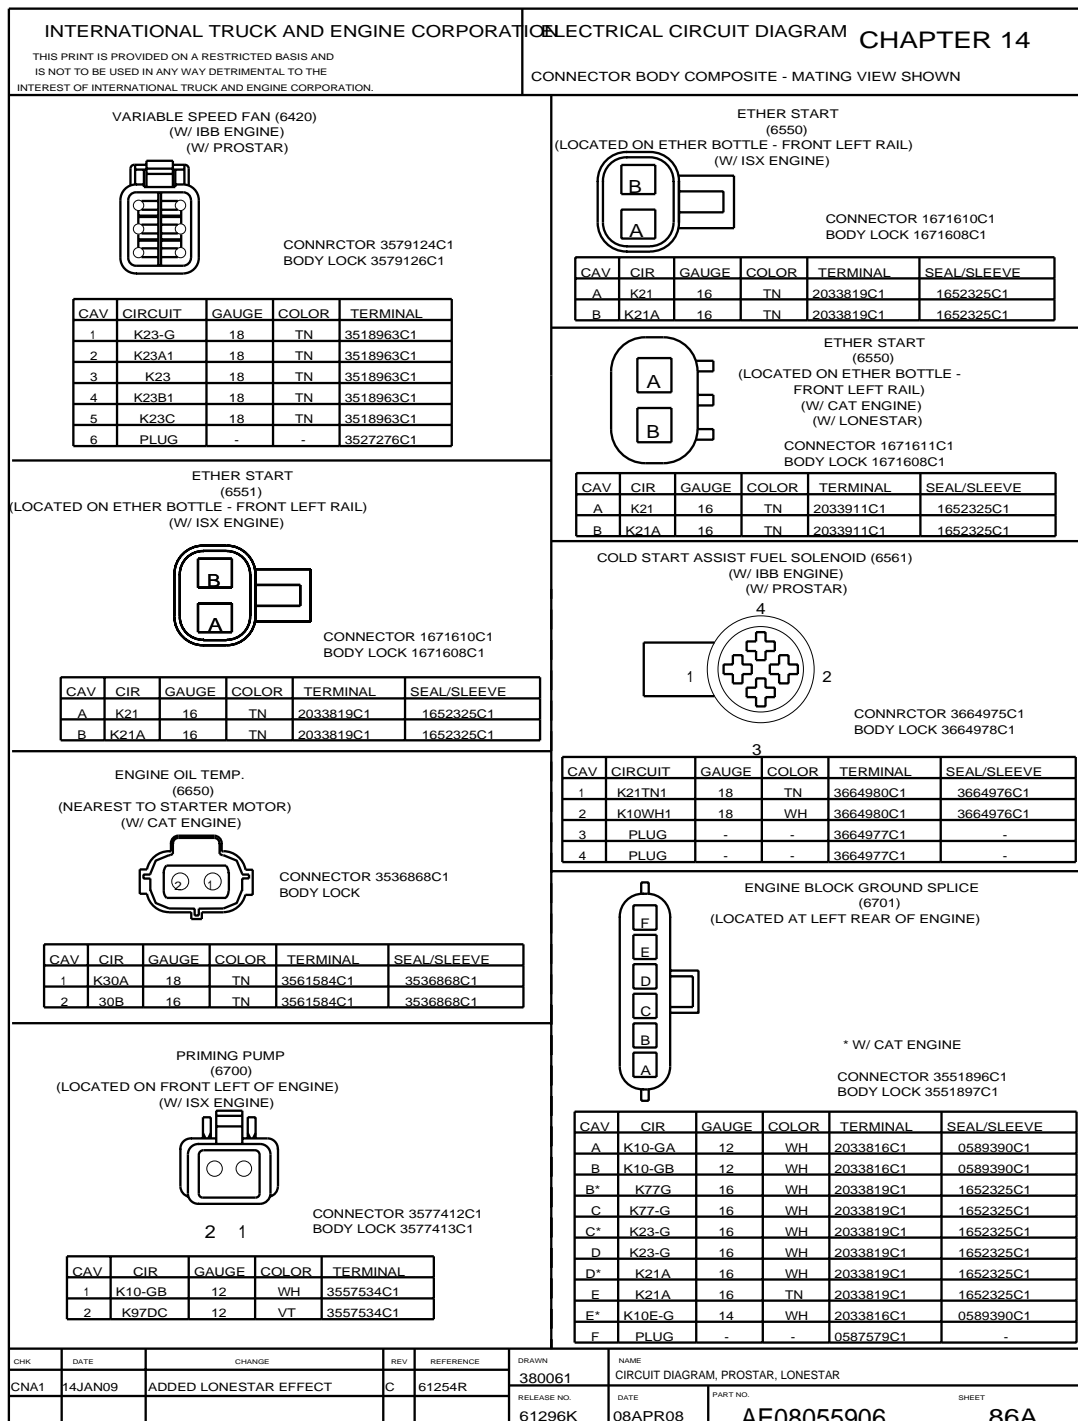 INTERNATIONAL TRUCK AND ENGINE CORPORATION
THIS PRINT IS PROVIDED ON A RESTRICTED BASIS AND
IS NOT TO BE USED IN ANY WAY DETRIMENTAL TO THE
INTEREST OF INTERNATIONAL TRUCK AND ENGINE CORPORATION.
ELECTRICAL CIRCUIT DIAGRAM CHAPTER 14
CONNECTOR BODY COMPOSITE - MATING VIEW SHOWN
VARIABLE SPEED FAN (6420)
(W/ IBB ENGINE)
(W/ PROSTAR)
CONNRCTOR 3579124C1
BODY LOCK 3579126C1
CAV CIRCUIT GAUGE COLOR TERMINAL
1 K23-G 18 TN 3518963C1
2 K23A1 18 TN 3518963C1
3 K23 18 TN 3518963C1
4 K23B1 18 TN 3518963C1
5 K23C 18 TN 3518963C1
6 PLUG - - 3527276C1
ETHER START
(6551)
(LOCATED ON ETHER BOTTLE - FRONT LEFT RAIL)
(W/ ISX ENGINE)
B
A
CONNECTOR 1671610C1
BODY LOCK 1671608C1
CAV CIR GAUGE COLOR TERMINAL SEAL/SLEEVE
A K21 16 TN 2033819C1 1652325C1
B K21A 16 TN 2033819C1 1652325C1
ENGINE OIL TEMP.
(6650)
(NEAREST TO STARTER MOTOR)
(W/ CAT ENGINE)
2 1
CONNECTOR 3536868C1
BODY LOCK
CAV CIR GAUGE COLOR TERMINAL SEAL/SLEEVE
1 K30A 18 TN 3561584C1 3536868C1
2 30B 16 TN 3561584C1 3536868C1
PRIMING PUMP
(6700)
(LOCATED ON FRONT LEFT OF ENGINE)
(W/ ISX ENGINE)
CONNECTOR 3577412C1
BODY LOCK 3577413C1
2 1
CAV CIR GAUGE COLOR TERMINAL
1 K10-GB 12 WH 3557534C1
2 K97DC 12 VT 3557534C1
ETHER START
(6550)
(LOCATED ON ETHER BOTTLE - FRONT LEFT RAIL)
(W/ ISX ENGINE)
B
A
CONNECTOR 1671610C1
BODY LOCK 1671608C1
CAV CIR GAUGE COLOR TERMINAL SEAL/SLEEVE
A K21 16 TN 2033819C1 1652325C1
B K21A 16 TN 2033819C1 1652325C1
ETHER START
(6550)
(LOCATED ON ETHER BOTTLE -
FRONT LEFT RAIL)
(W/ CAT ENGINE)
(W/ LONESTAR)
A
B
CONNECTOR 1671611C1
BODY LOCK 1671608C1
CAV CIR GAUGE COLOR TERMINAL SEAL/SLEEVE
A K21 16 TN 2033911C1 1652325C1
B K21A 16 TN 2033911C1 1652325C1
COLD START ASSIST FUEL SOLENOID (6561)
(W/ IBB ENGINE)
(W/ PROSTAR)
4
1 2
3
CONNRCTOR 3664975C1
BODY LOCK 3664978C1
CAV CIRCUIT GAUGE COLOR TERMINAL SEAL/SLEEVE
1 K21TN1 18 TN 3664980C1 3664976C1
2 K10WH1 18 WH 3664980C1 3664976C1
3 PLUG - - 3664977C1 -
4 PLUG - - 3664977C1 -
ENGINE BLOCK GROUND SPLICE
(6701)
(LOCATED AT LEFT REAR OF ENGINE)
F
E
D
C
B
A
* W/ CAT ENGINE
CONNECTOR 3551896C1
BODY LOCK 3551897C1
CAV CIR GAUGE COLOR TERMINAL SEAL/SLEEVE
A K10-GA 12 WH 2033816C1 0589390C1
B K10-GB 12 WH 2033816C1 0589390C1
B* K77G 16 WH 2033819C1 1652325C1
C K77-G 16 WH 2033819C1 1652325C1
C* K23-G 16 WH 2033819C1 1652325C1
D K23-G 16 WH 2033819C1 1652325C1
D* K21A 16 WH 2033819C1 1652325C1
E K21A 16 TN 2033819C1 1652325C1
E* K10E-G 14 WH 2033816C1 0589390C1
F PLUG - - 0587579C1 -
CHK DATE CHANGE REV REFERENCE
CNA1 14JAN09 ADDED LONESTAR EFFECT C 61254R
DRAWN
380061
NAME
CIRCUIT DIAGRAM, PROSTAR, LONESTAR
RELEASE NO.
61296K
DATE
08APR08
PART NO.
AE08055906
SHEET
86A